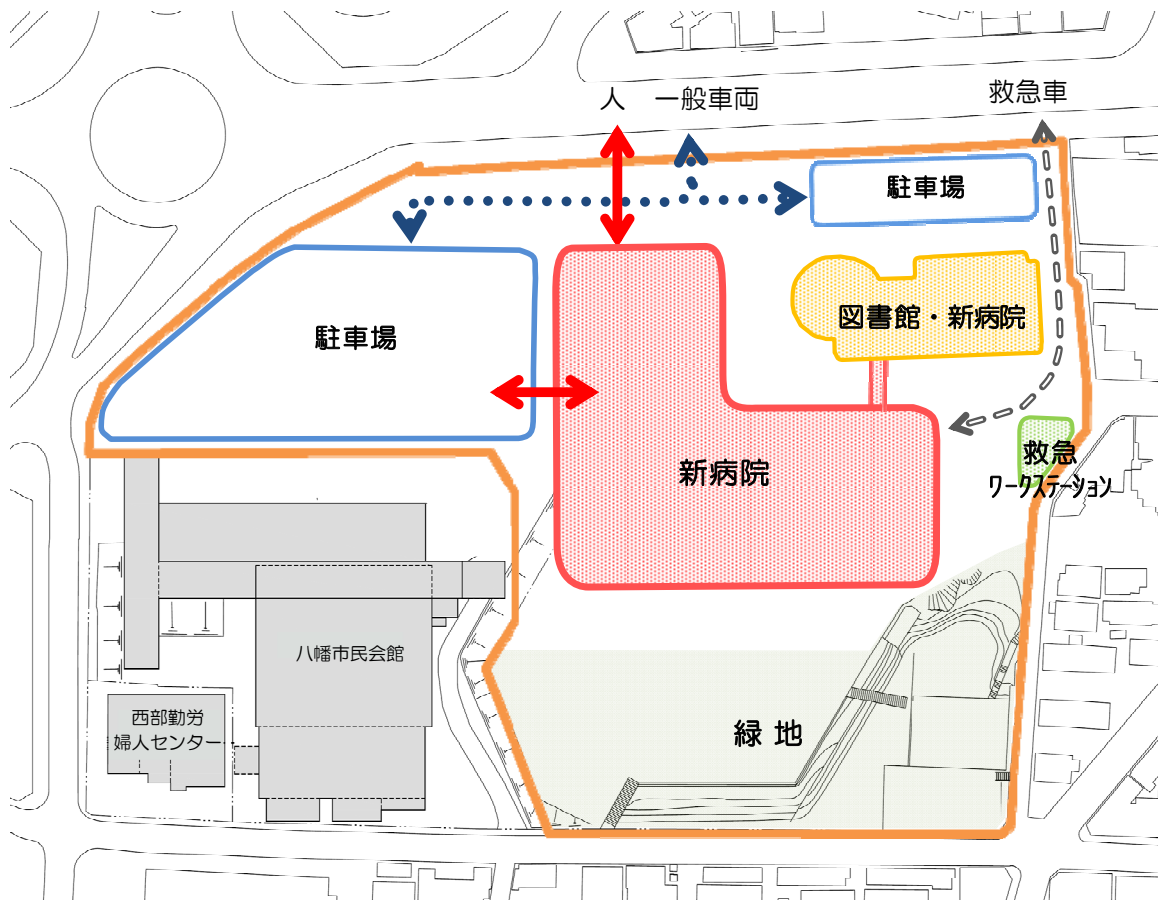 人
一般車両
救急車
駐車場
図書館・新病院
駐車場
救急
ワークステーション
新病院
八幡市民会館
西部勤労
婦人センター
緑 地